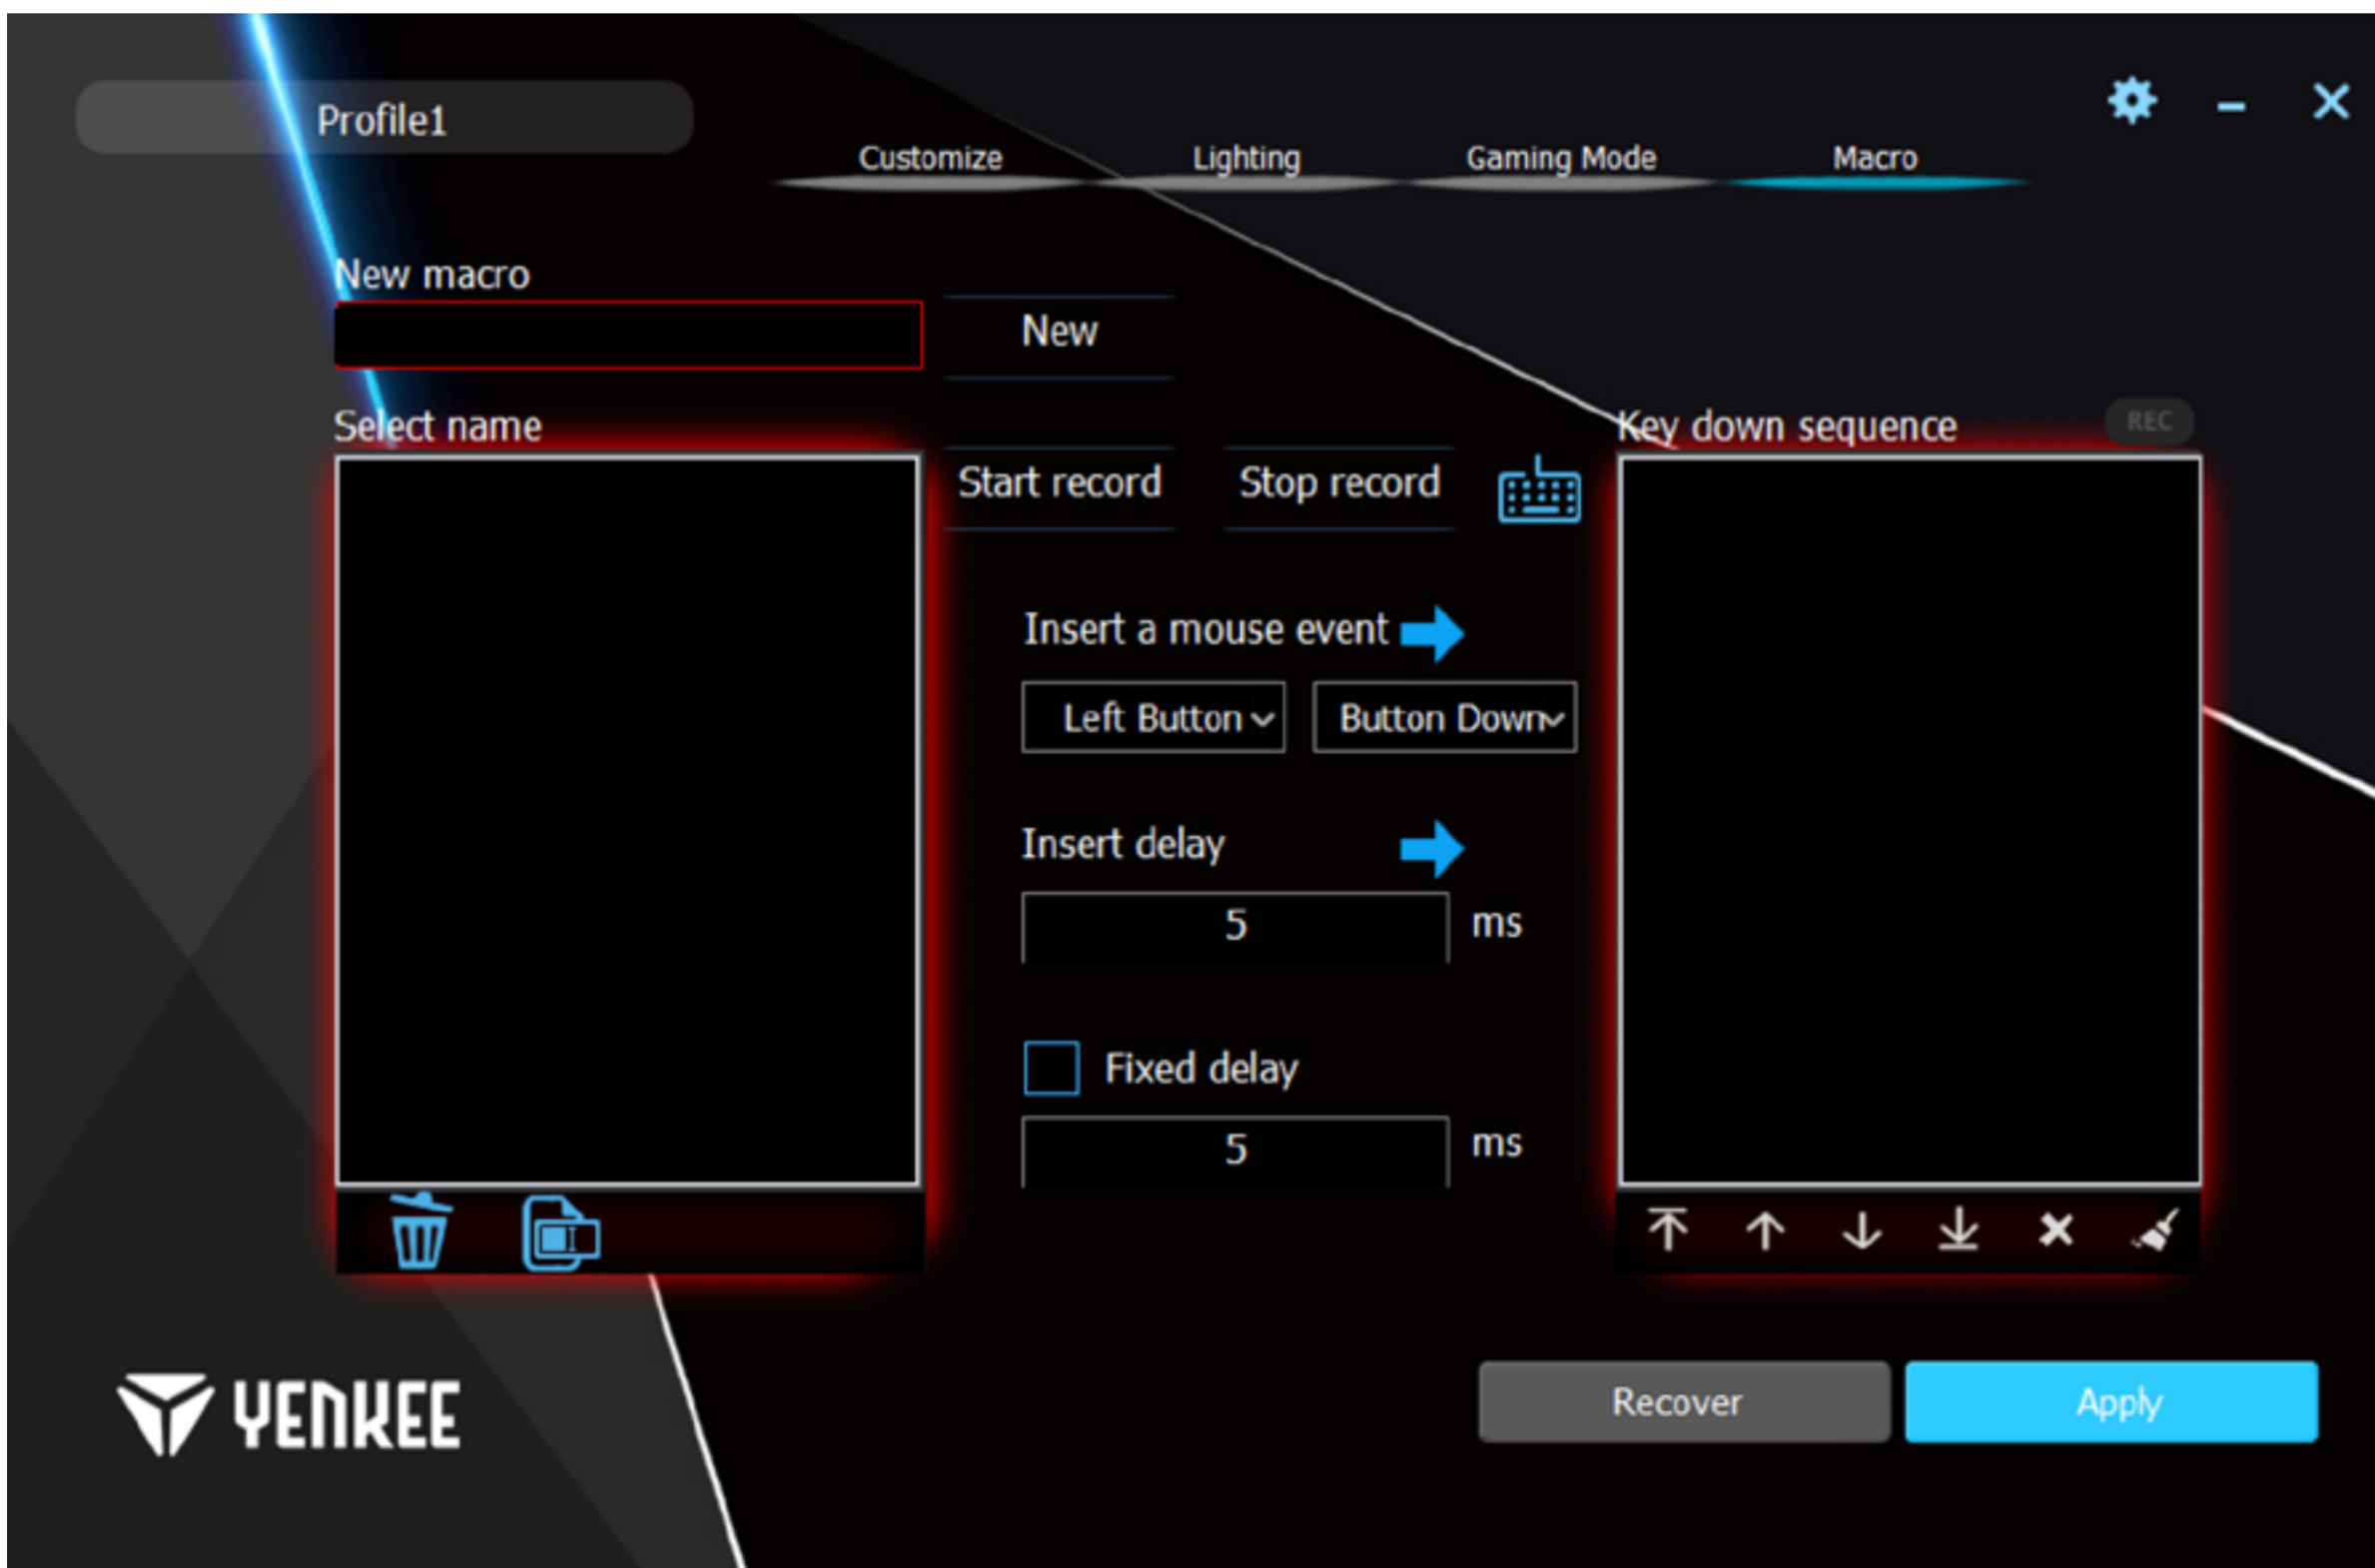 Profile1
Customize Lighting Gaming Mode Macro
New macro
New
Select name
Start record Stop record
Key down sequence REC
Insert a mouse event
Left Button Button Down
Insert delay
5 ms
Fixed delay
5 ms
YENKEE
Recover Apply